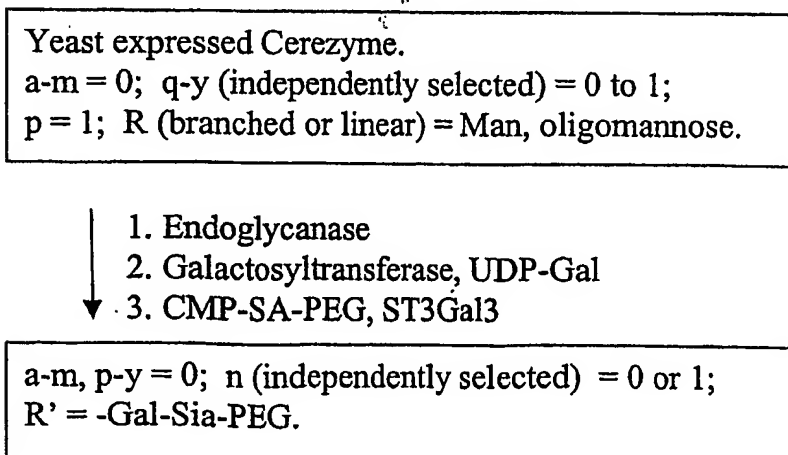 Yeast expressed Cerezyme.
a-m = 0; q-y (independently selected) = 0 to 1;
p = 1; R (branched or linear) = Man, oligomannose.
1. Endoglycanase
2. Galactosyltransferase, UDP-Gal
3. CMP-SA-PEG, ST3Gal3
a-m, p-y = 0; n (independently selected) = 0 or 1;
R' = -Gal-Sia-PEG.